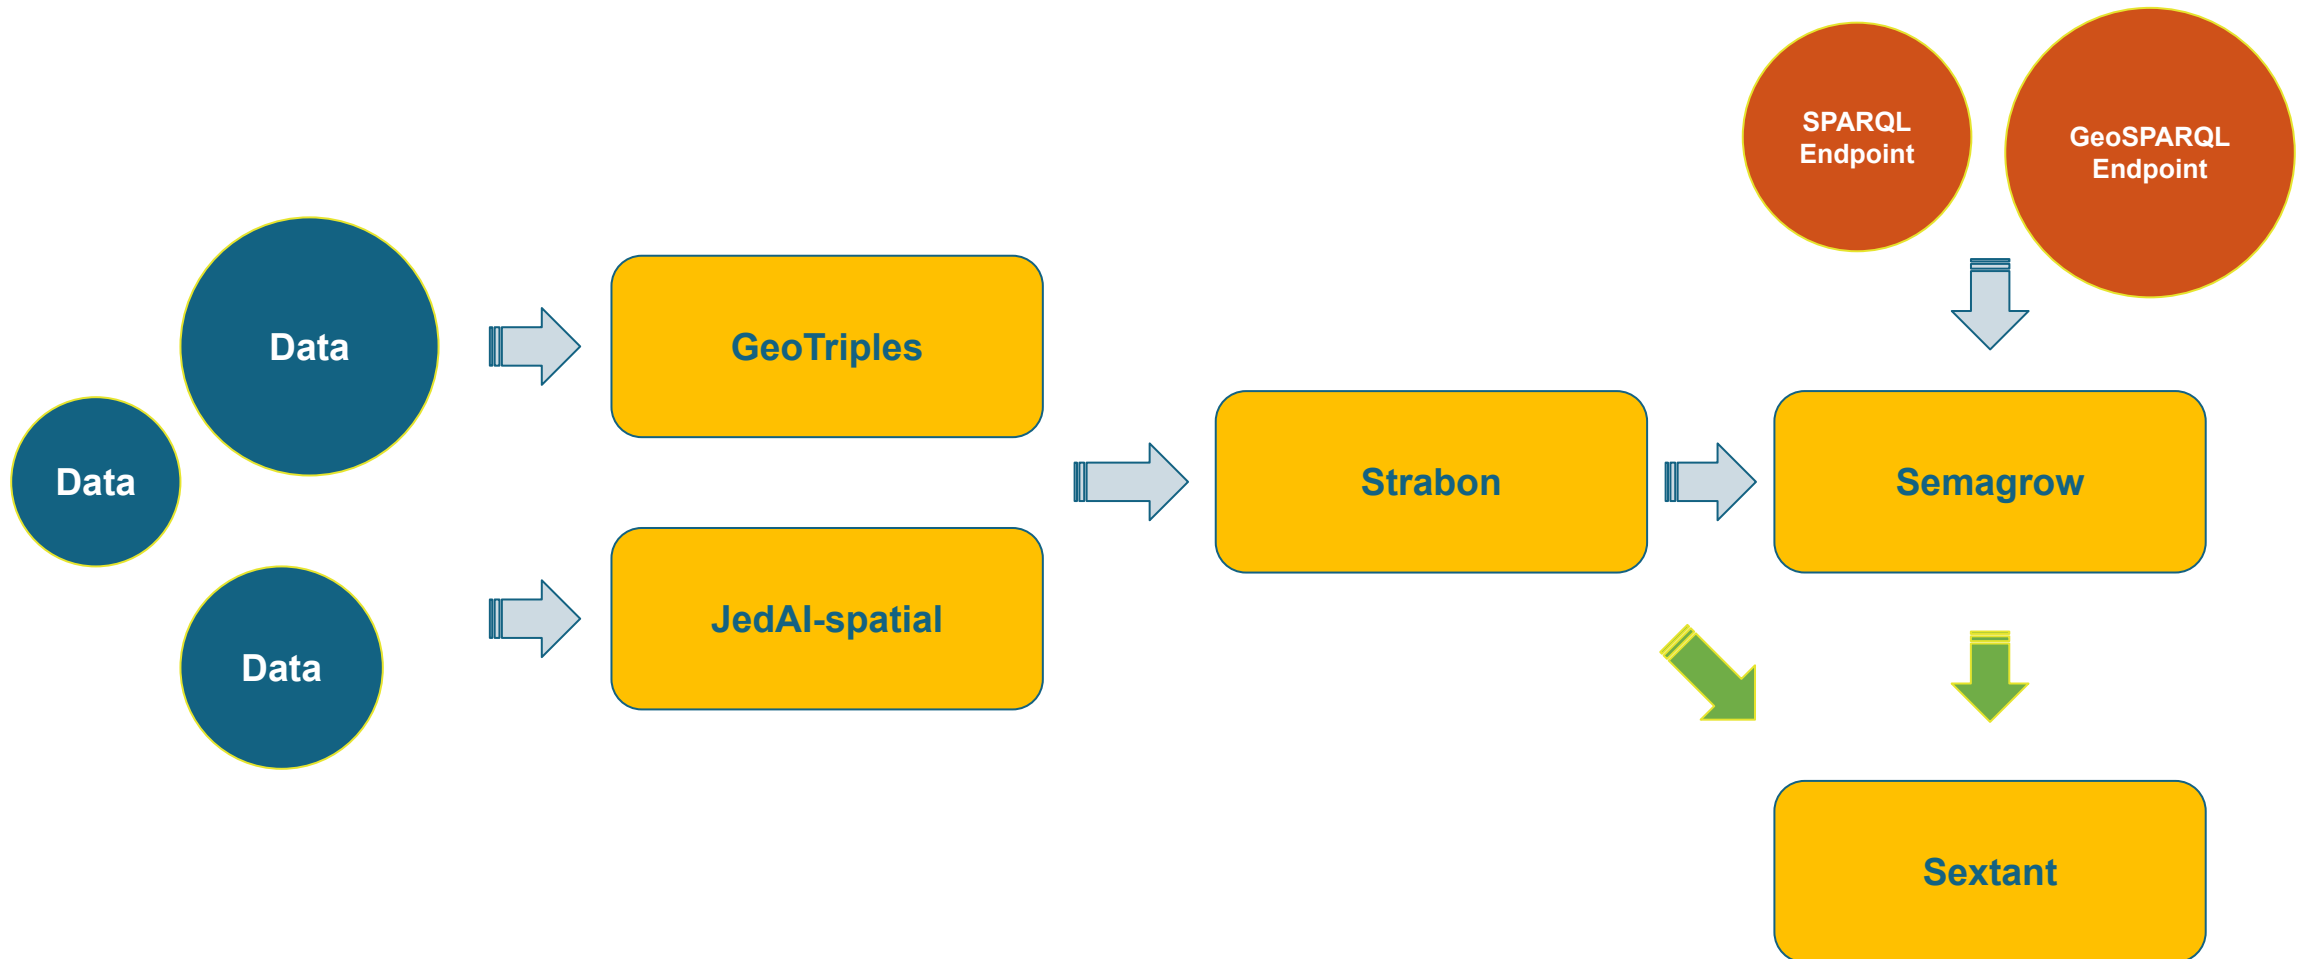 SPARQL
Endpoint
GeoSPARQL
Endpoint
Data
GeoTriples
Data
Strabon
Semagrow
Data
JedAI-spatial
Sextant